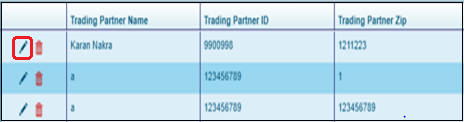 Trading Partner Name Trading Partner ID Trading Partner Zip
Karan Nakra 9900998 1211223
a 123456789 1
a 123456789 123456789